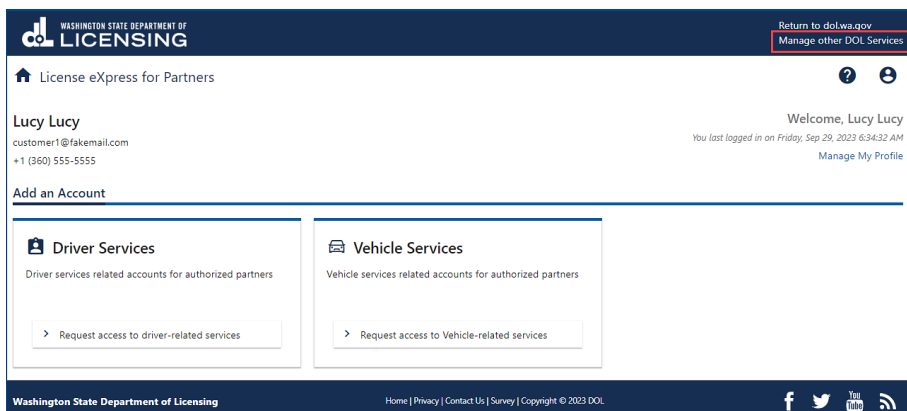 WASHINGTON STATE DEPARTMENT OF
LICENSING
Return to dol.wa.gov
Manage other DOL Services
License eXpress for Partners
Lucy Lucy
customer1@fakemail.com
+1 (360) 555-5555
Welcome, Lucy Lucy
You last logged in on Friday, Sep 29, 2023 6:34:32 AM
Manage My Profile
Add an Account
Driver Services
Driver services related accounts for authorized partners
Request access to driver-related services
Vehicle Services
Vehicle services related accounts for authorized partners
Request access to Vehicle-related services
Washington State Department of Licensing
Home | Privacy | Contact Us | Survey | Copyright © 2023 DOL
You
Tube